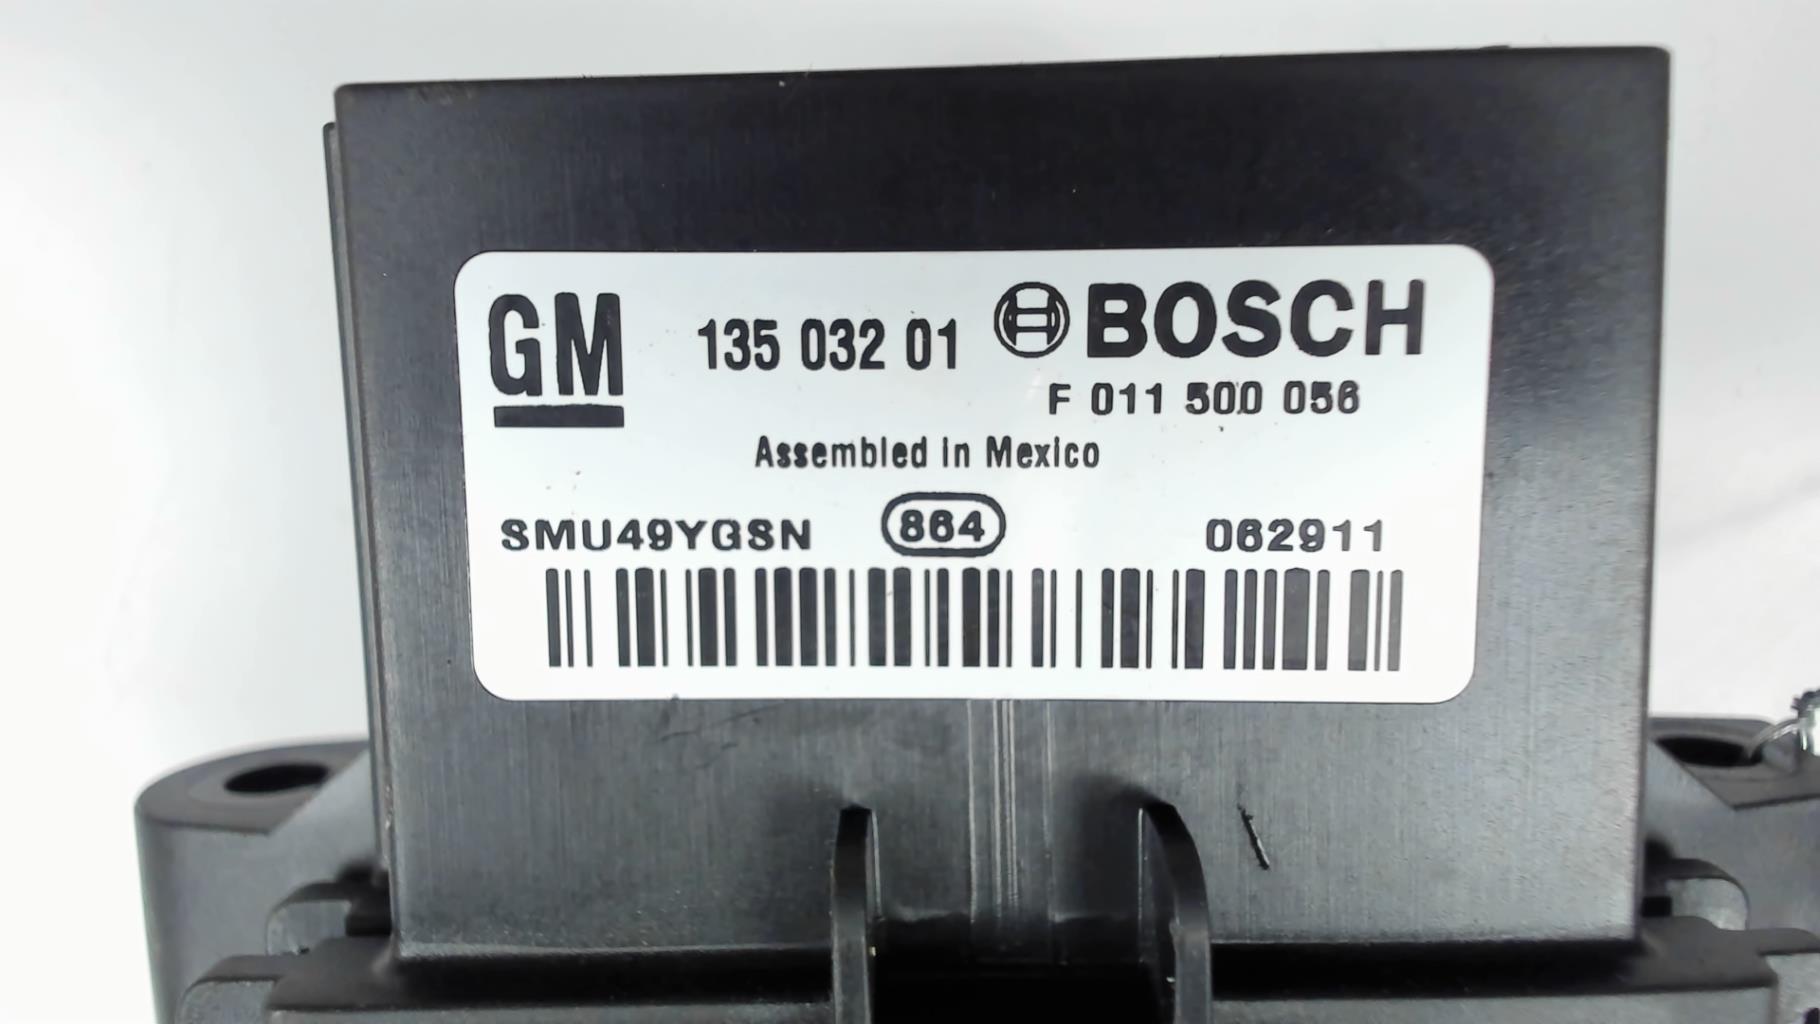 GM 135 032 01 BOSCH
F 011 500 056
Assembled in Mexico
SMU49YGSN 864 062911